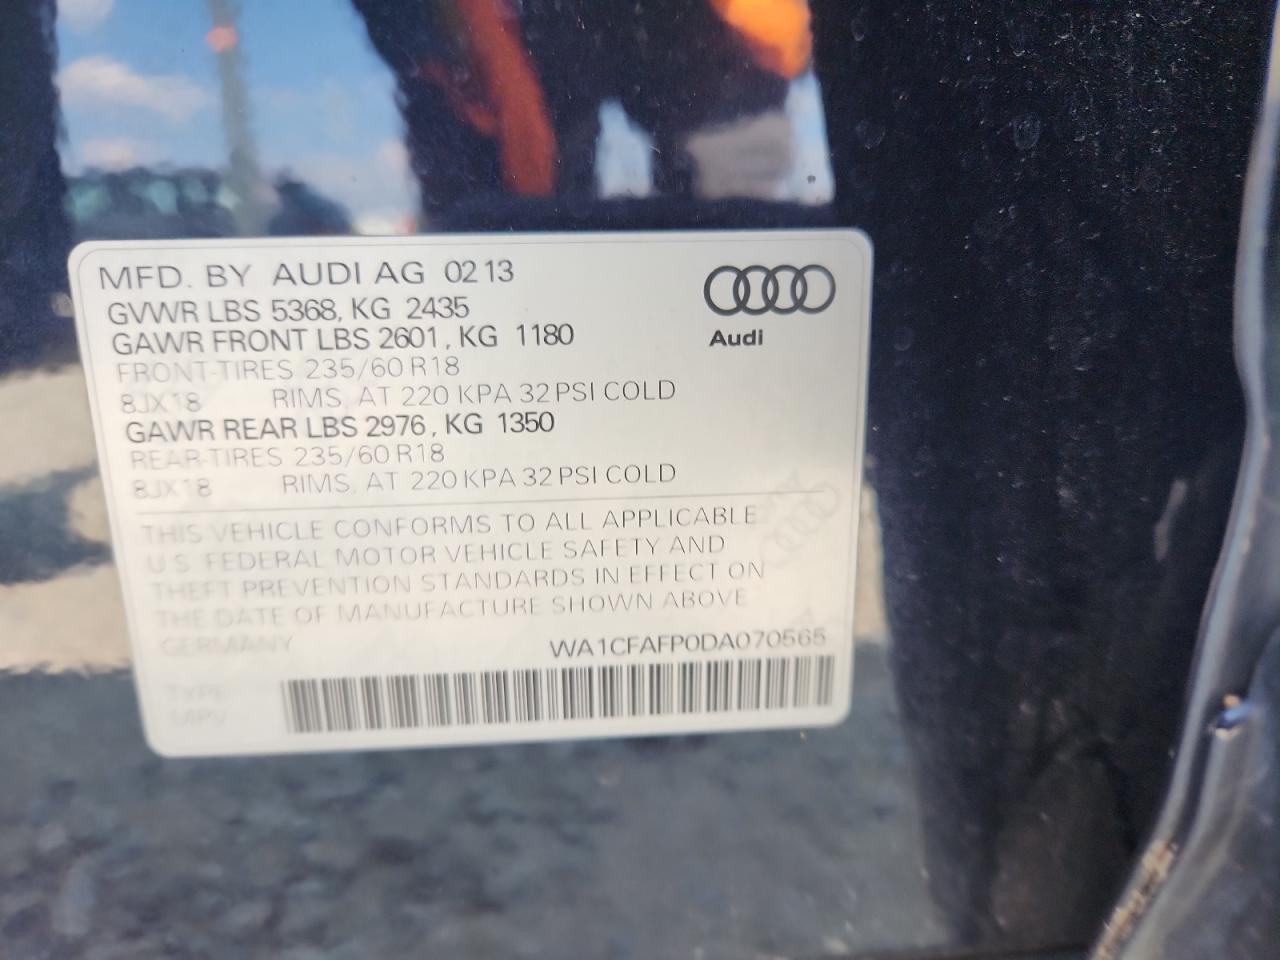 MFD. BY AUDI AG 02 13
GVWR LBS 5368, KG 2435
GAWR FRONT LBS 2601, KG 1180
FRONT-TIRES 235/60 R18
8JX18 RIMS, AT 220 KPA 32 PSI COLD
GAWR REAR LBS 2976, KG 1350
REAR-TIRES 235/60 R18
8JX18 RIMS, AT 220 KPA 32 PSI COLD
Audi
THIS VEHICLE CONFORMS TO ALL APPLICABLE
U.S. FEDERAL MOTOR VEHICLE SAFETY AND
THEFT PREVENTION STANDARDS IN EFFECT ON
THE DATE OF MANUFACTURE SHOWN ABOVE
GERMANY WA1CFAFP0DA070565
TYPE
MPV